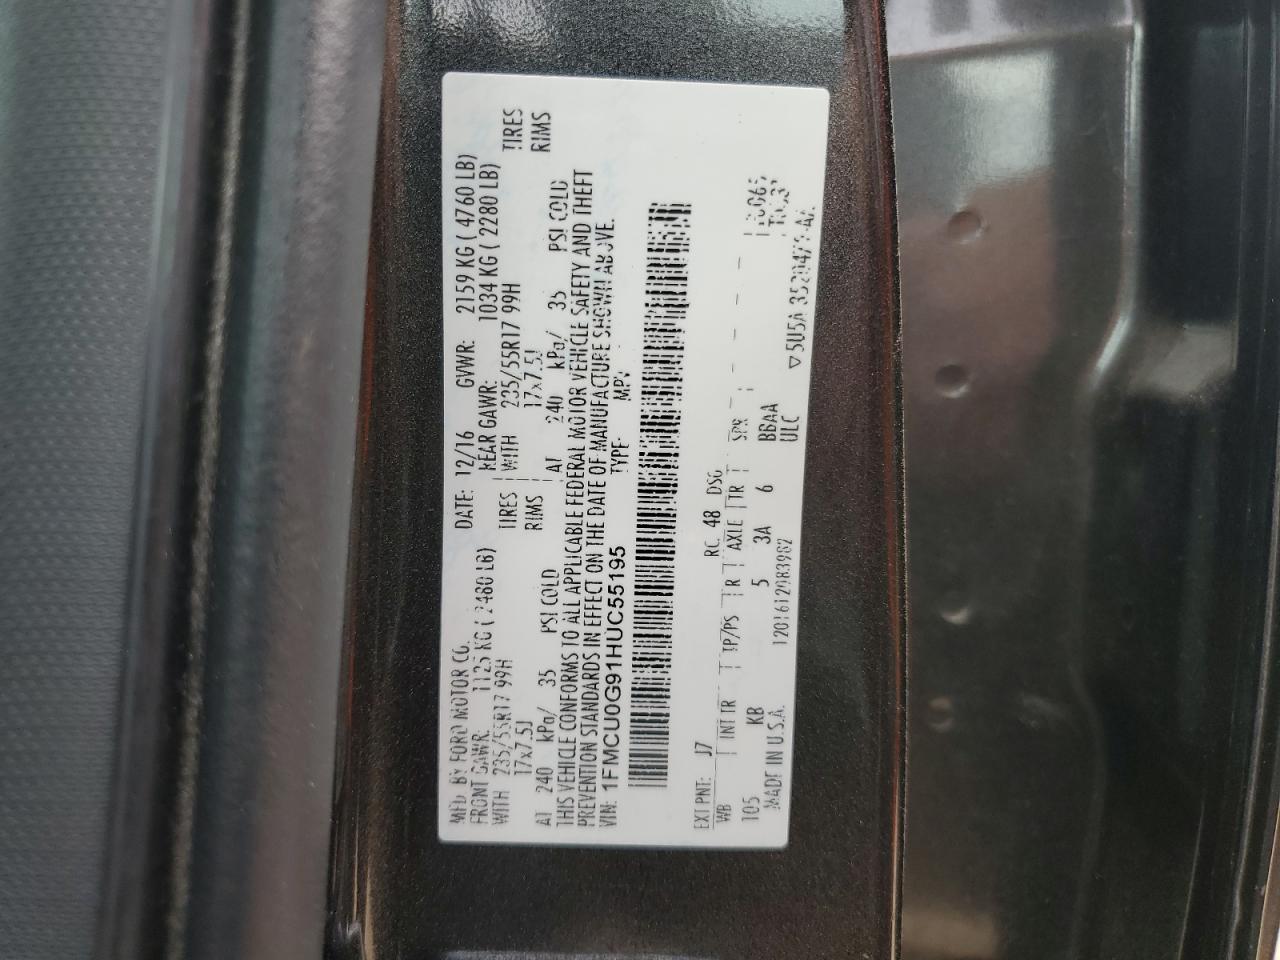 MFD. BY FORD MOTOR CO.
DATE: 12/16 GVWR: 2159 KG ( 4760 LB)
FRONT GAWR: 1125 KG ( 2480 LB)
REAR GAWR: 1034 KG ( 2280 LB)
WITH 235/55R17 99H TIRES
WITH 235/55R17 99H TIRES
17x7.5J RIMS
17x7.5J RIMS
AT 240 kPa/ 35 PSI COLD
AT 240 kPa/ 35 PSI COLD
THIS VEHICLE CONFORMS TO ALL APPLICABLE FEDERAL MOTOR VEHICLE SAFETY AND THEFT
PREVENTION STANDARDS IN EFFECT ON THE DATE OF MANUFACTURE SHOWN ABOVE.
VIN: 1FMCU0G91HUC55195 TYPE: MPV
EXT PNT: J7 RC: 48 DSO:
WB INT TR TP/PS R AXLE TR SPR
105 KB 5 3A 6 BBAA
MADE IN U.S.A. ULC